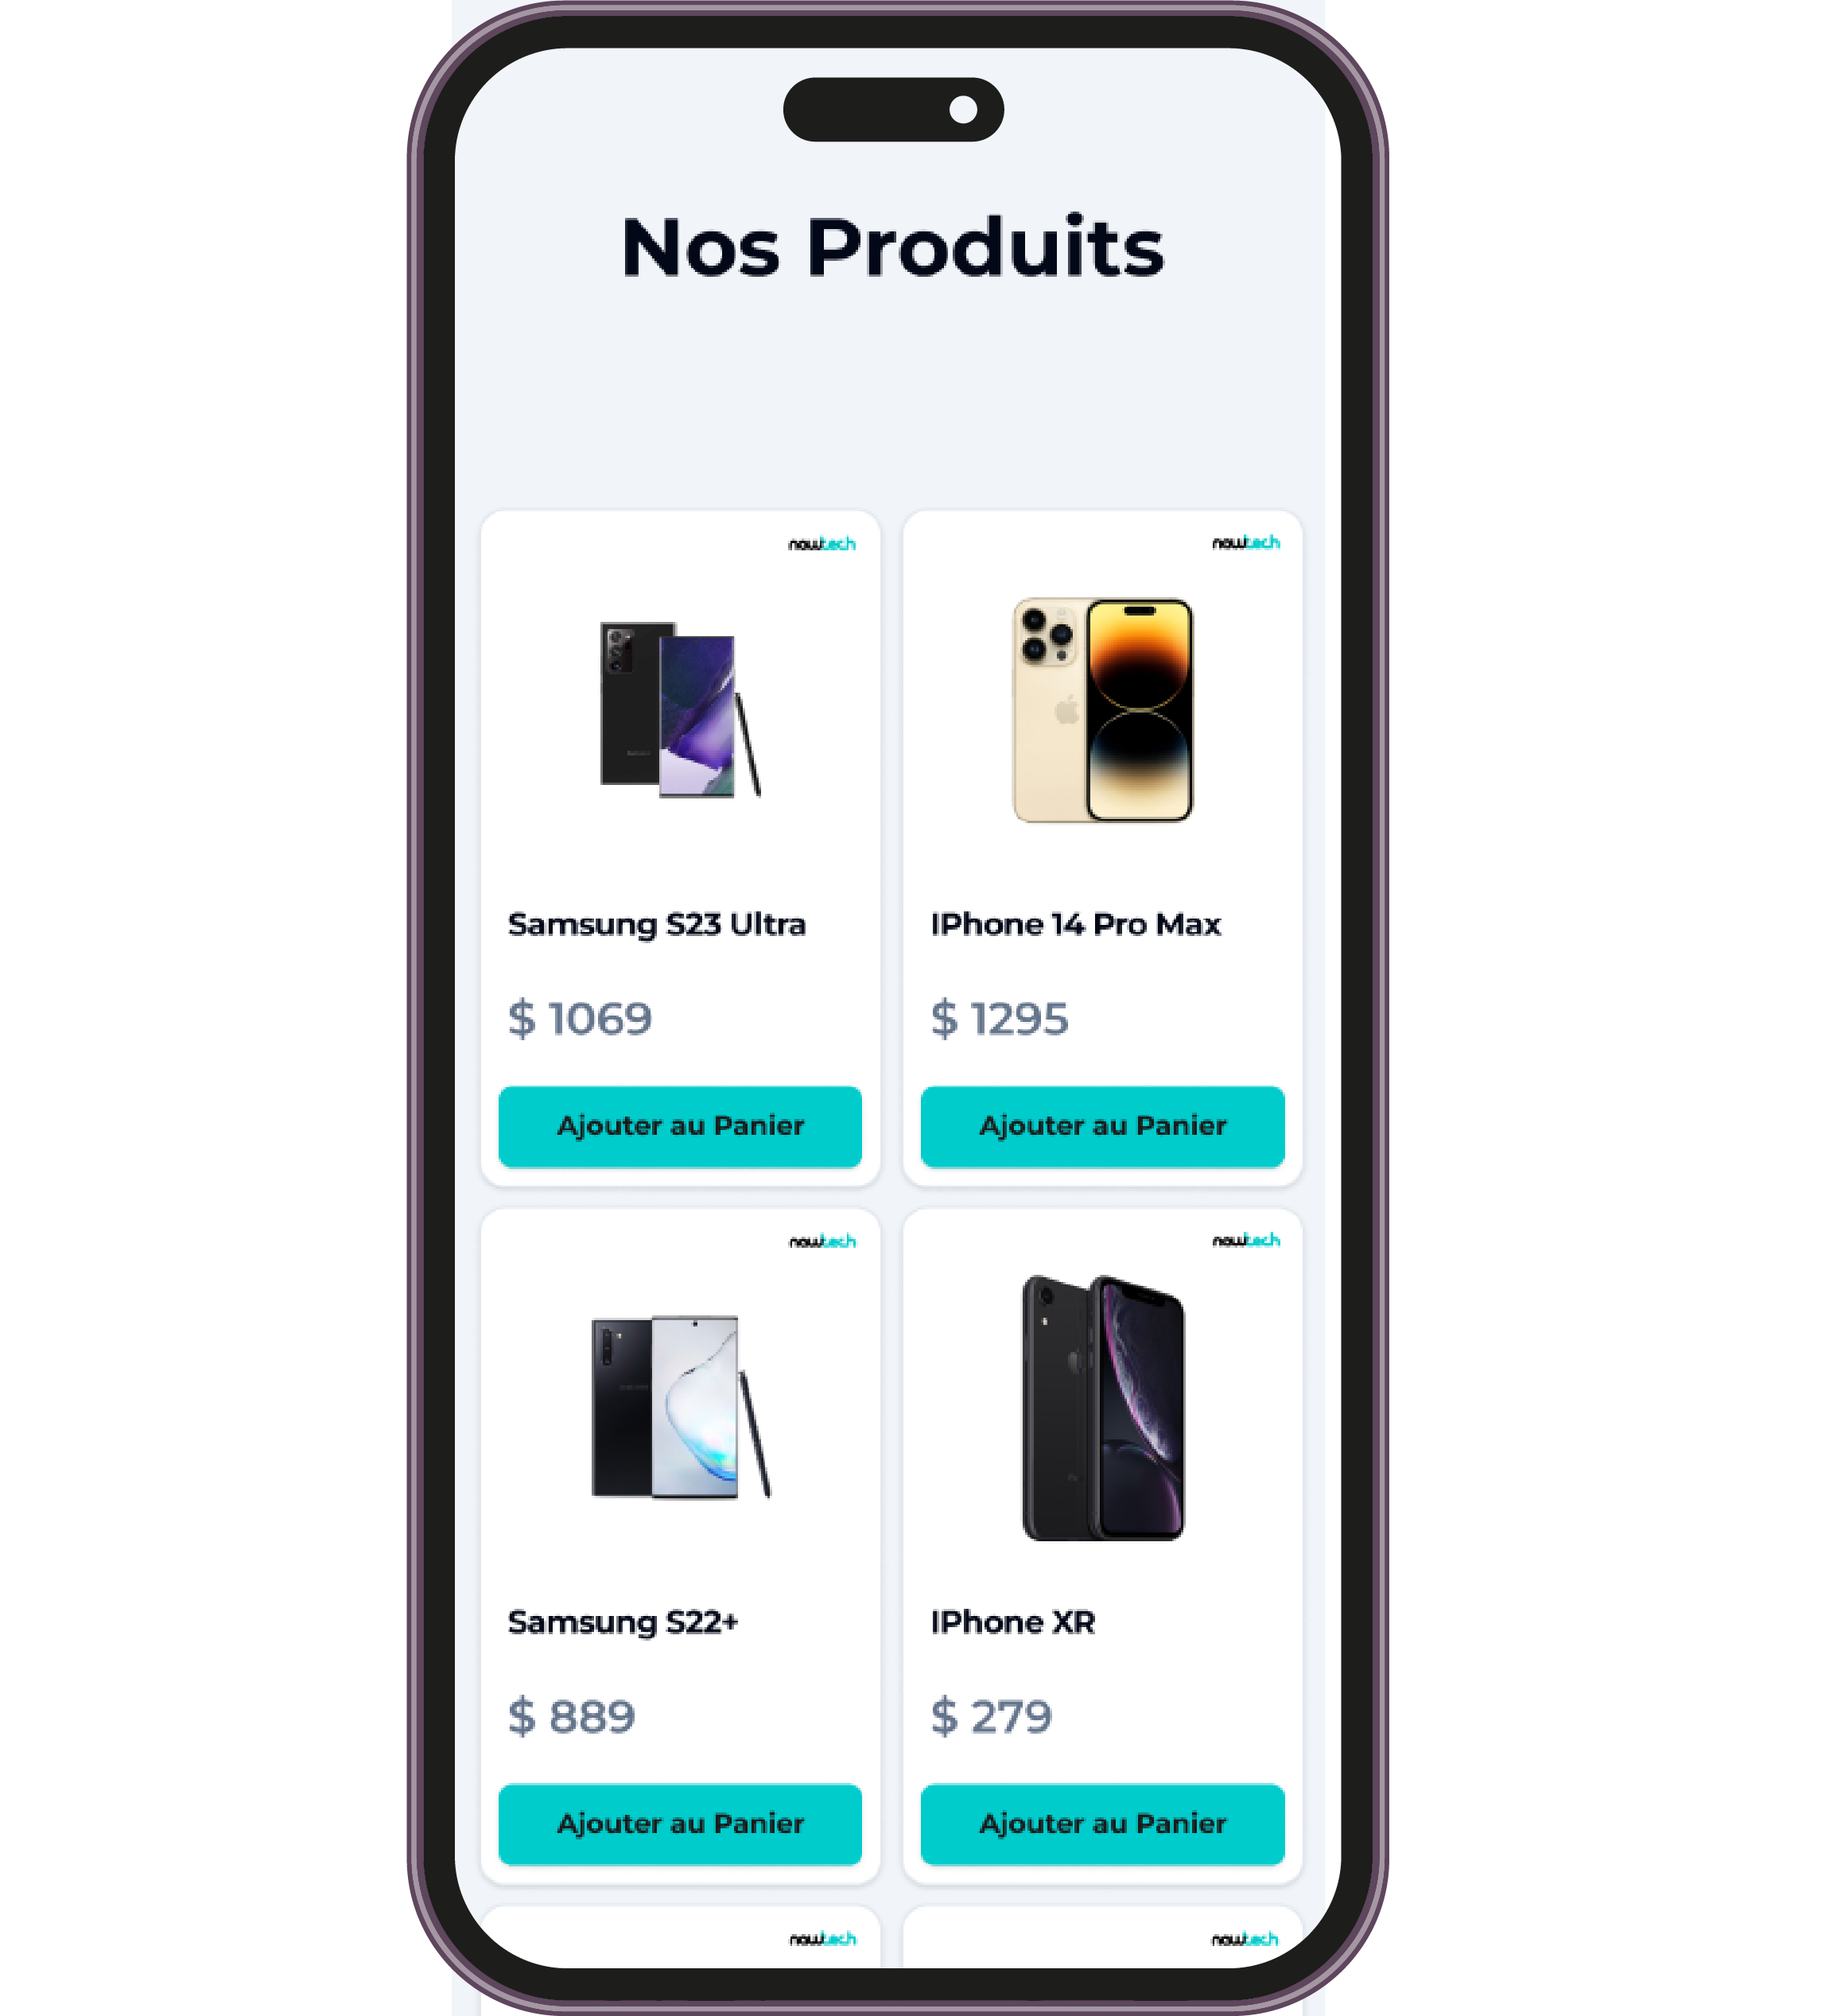 Nos Produits
nowtech
nowtech
Samsung S23 Ultra
IPhone 14 Pro Max
$ 1069
$ 1295
Ajouter au Panier
Ajouter au Panier
nowtech
nowtech
Samsung S22+
IPhone XR
$ 889
$ 279
Ajouter au Panier
Ajouter au Panier
nowtech
nowtech